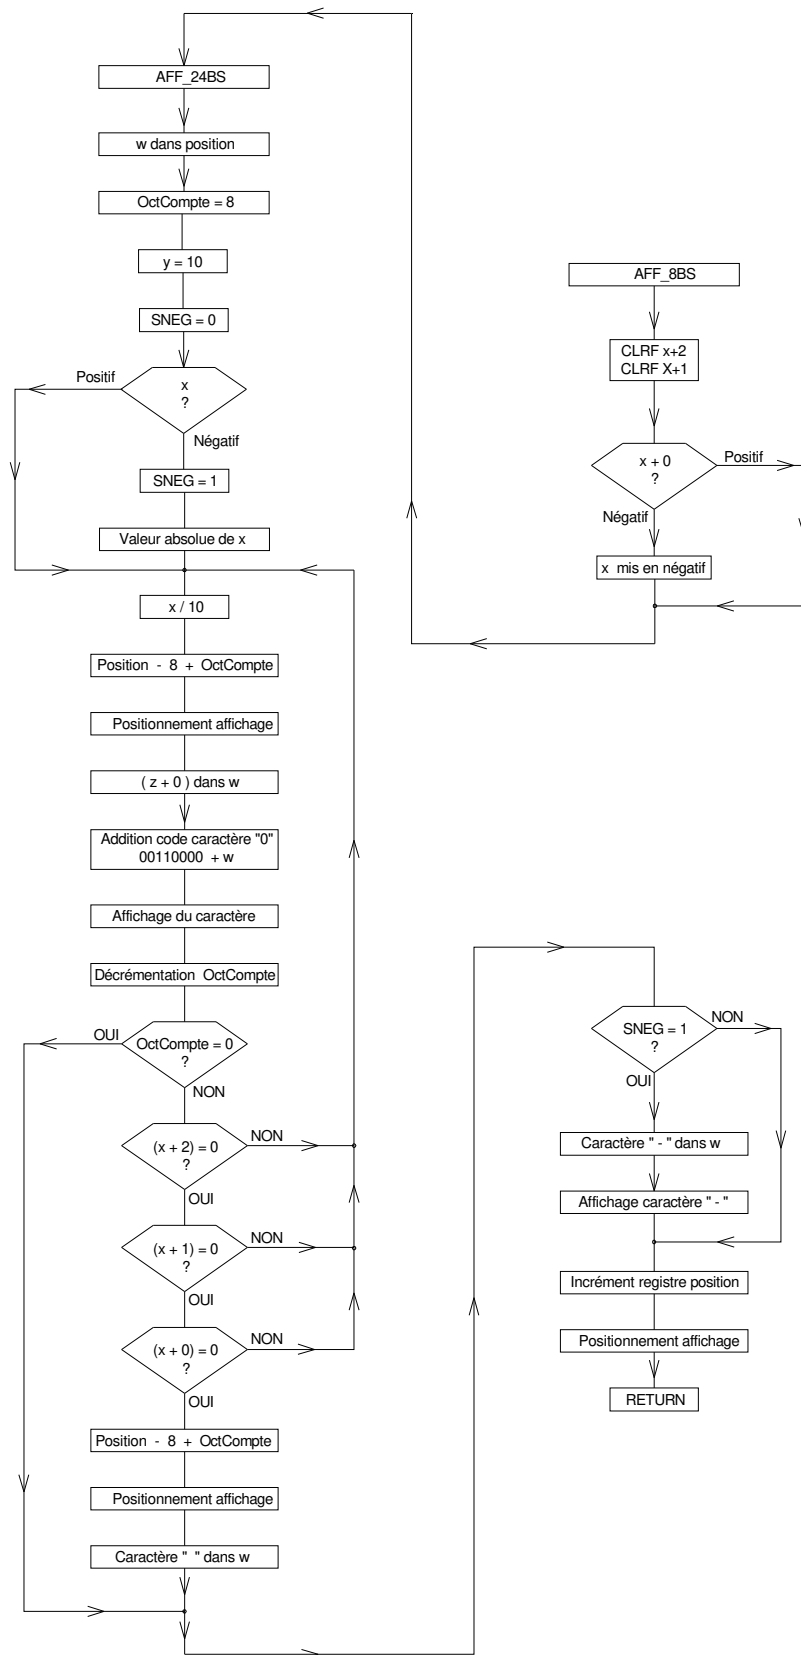 AFF_24BS
w dans position
OctCompte = 8
y = 10
SNEG = 0
Positif
x
?
Négatif
SNEG = 1
Valeur absolue de x
x / 10
Position - 8 + OctCompte
Positionnement affichage
( z + 0 ) dans w
Addition code caractère "0"
00110000 + w
Affichage du caractère
Décrémentation OctCompte
OUI
OctCompte = 0
?
NON
(x + 2) = 0
?
NON
OUI
(x + 1) = 0
?
NON
OUI
(x + 0) = 0
?
NON
OUI
Position - 8 + OctCompte
Positionnement affichage
Caractère " " dans w
AFF_8BS
CLRF x+2
CLRF X+1
x + 0
?
Positif
Négatif
x mis en négatif
SNEG = 1
?
NON
OUI
Caractère " - " dans w
Affichage caractère " - "
Incrément registre position
Positionnement affichage
RETURN